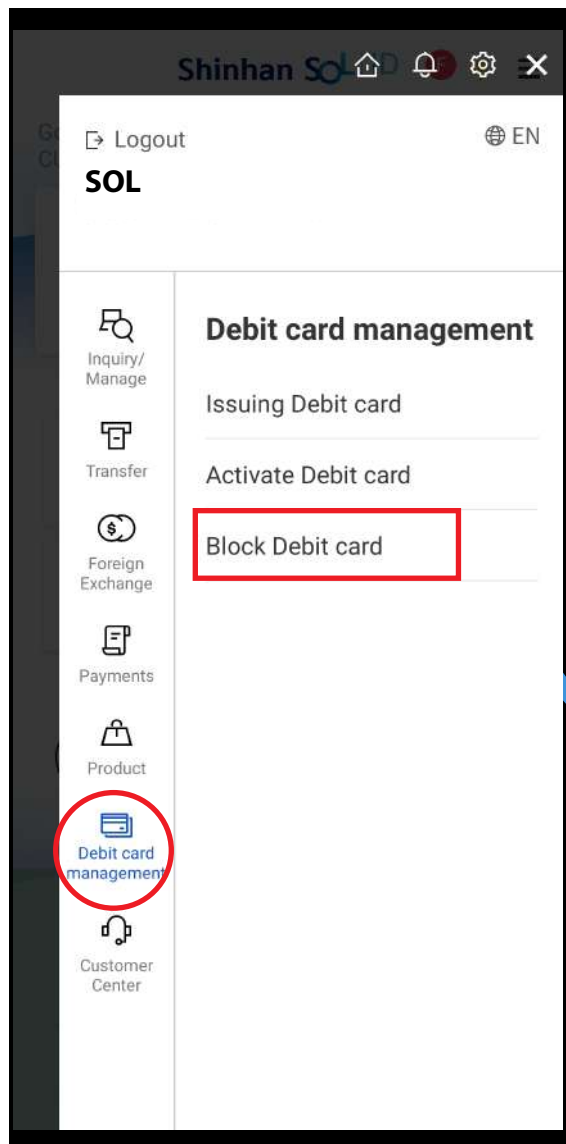 Shinhan SoL
Logout
EN
SOL
Inquiry/
Manage
Transfer
Foreign
Exchange
Payments
Product
Debit card
management
Customer
Center
Debit card management
Issuing Debit card
Activate Debit card
Block Debit card